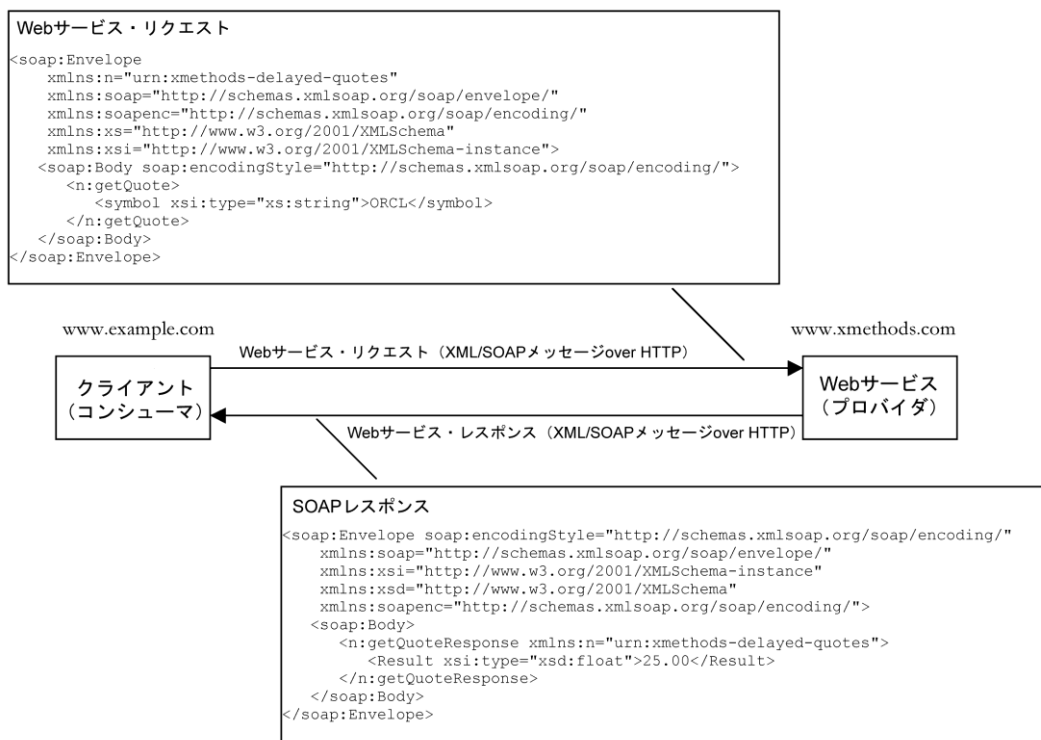 Webサービス・リクエスト
<soap:Envelope
xmlns:n="urn:xmethods-delayed-quotes"
xmlns:soap="http://schemas.xmlsoap.org/soap/envelope/"
xmlns:soapenc="http://schemas.xmlsoap.org/soap/encoding/"
xmlns:xs="http://www.w3.org/2001/XMLSchema"
xmlns:xsi="http://www.w3.org/2001/XMLSchema-instance">
<soap:Body soap:encodingStyle="http://schemas.xmlsoap.org/soap/encoding/">
<n:getQuote>
<symbol xsi:type="xs:string">ORCL</symbol>
</n:getQuote>
</soap:Body>
</soap:Envelope>
www.example.com
www.xmethods.com
Webサービス・リクエスト（XML/SOAPメッセージover HTTP）
クライアント
（コンシューマ）
Webサービス
（プロバイダ）
Webサービス・レスポンス（XML/SOAPメッセージover HTTP）
SOAPレスポンス
<soap:Envelope soap:encodingStyle="http://schemas.xmlsoap.org/soap/encoding/"
xmlns:soap="http://schemas.xmlsoap.org/soap/envelope/"
xmlns:xsi="http://www.w3.org/2001/XMLSchema-instance"
xmlns:xsd="http://www.w3.org/2001/XMLSchema"
xmlns:soapenc="http://schemas.xmlsoap.org/soap/encoding/">
<soap:Body>
<n:getQuoteResponse xmlns:n="urn:xmethods-delayed-quotes">
<Result xsi:type="xsd:float">25.00</Result>
</n:getQuoteResponse>
</soap:Body>
</soap:Envelope>